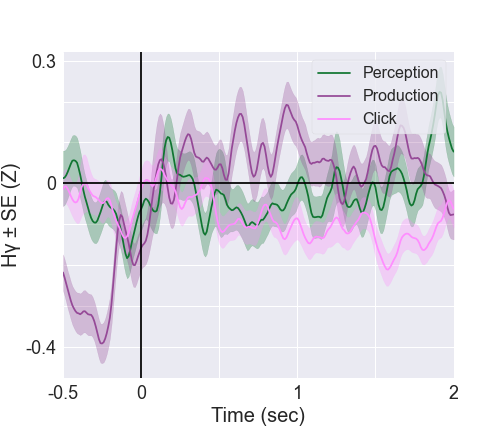 Hγ ± SE (Z)
0.3
0
-0.4
Perception
Production
Click
-0.5 0 1 2
Time (sec)